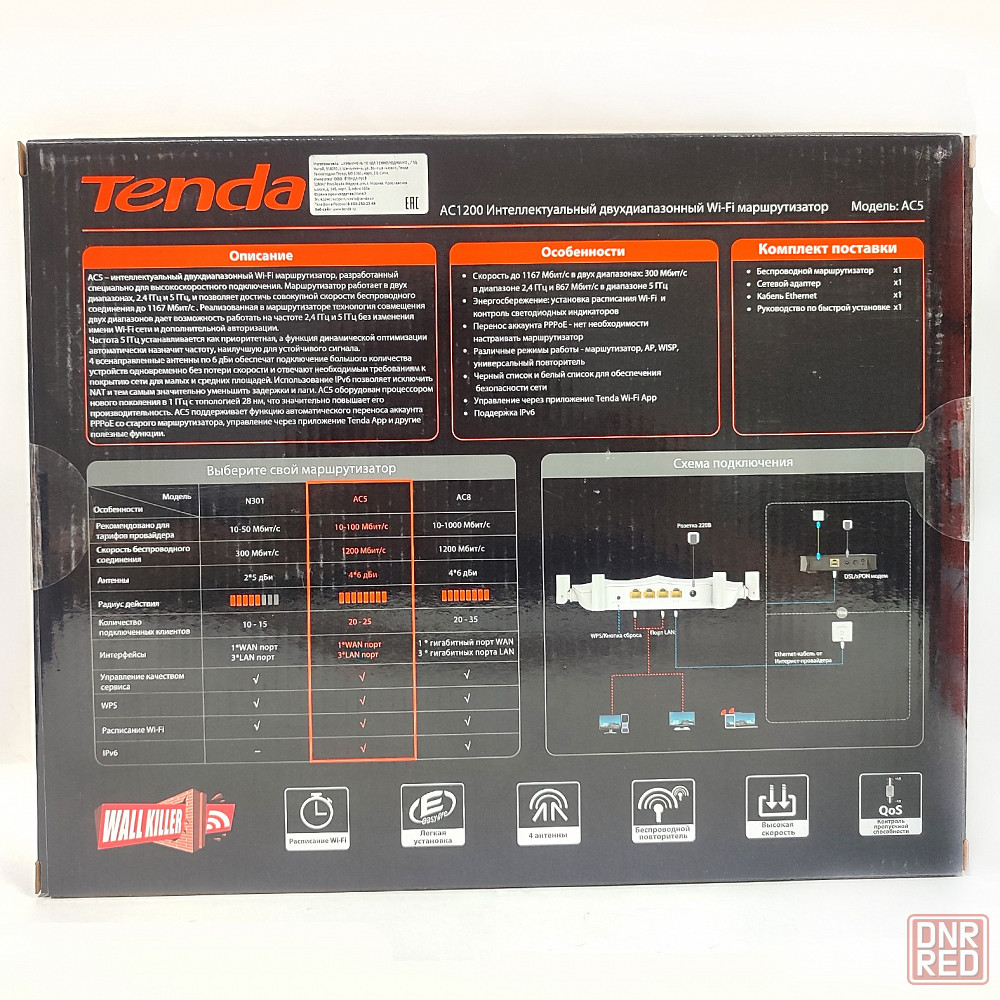 Tenda
EAC
AC1200 Интеллектуальный двухдиапазонный Wi-Fi маршрутизатор Модель: AC5
Описание
AC5 – интеллектуальный двухдиапазонный Wi-Fi маршрутизатор, разработанный
специально для высокоскоростного подключения. Маршрутизатор работает в двух
диапазонах, 2,4 ГГц и 5 ГГц, и позволяет достичь совокупной скорости беспроводного
соединения до 1167 Мбит/с . Реализованная в маршрутизаторе технология совмещения
двух диапазонов дает возможность работать на частоте 2,4 ГГц и 5 ГГц без изменения
имени Wi-Fi сети и дополнительной авторизации.
Частота 5 ГГц устанавливается как приоритетная, а функция динамической оптимизации
автоматически назначит частоту, наилучшую для устойчивого сигнала.
4 всенаправленные антенны по 6 дБи обеспечат подключение большого количества
устройств одновременно без потери скорости и отвечают необходимым требованиям к
покрытию сети для малых и средних площадей. Использование IPv6 позволяет исключить
NAT и тем самым значительно уменьшить задержки и лаги. AC5 оборудован процессором
нового поколения в 1 ГГц с топологией 28 нм, что значительно повышает его
производительность. AC5 поддерживает функцию автоматического переноса аккаунта
PPPoE со старого маршрутизатора, управление через приложение Tenda App и другие
полезные функции.
Особенности
• Скорость до 1167 Мбит/с в двух диапазонах: 300 Мбит/с
в диапазоне 2,4 ГГц и 867 Мбит/с в диапазоне 5 ГГц
• Энергосбережение: установка расписания Wi-Fi и
контроль светодиодных индикаторов
• Перенос аккаунта PPPoE - нет необходимости
настраивать маршрутизатор
• Различные режимы работы - маршрутизатор, AP, WISP,
универсальный повторитель
• Черный список и белый список для обеспечения
безопасности сети
• Управление через приложение Tenda Wi-Fi App
• Поддержка IPv6
Комплект поставки
• Беспроводной маршрутизатор x1
• Сетевой адаптер x1
• Кабель Ethernet x1
• Руководство по быстрой установке x1
Выберите свой маршрутизатор
Модель
Особенности
N301 AC5 AC8
Рекомендовано для
тарифов провайдера
10-50 Мбит/с 10-100 Мбит/с 10-1000 Мбит/с
Скорость беспроводного
соединения
300 Мбит/с 1200 Мбит/с 1200 Мбит/с
Антенны 2*5 дБи 4*6 дБи 4*6 дБи
Радиус действия
Количество
подключенных клиентов
10 - 15 20 - 25 20 - 35
Интерфейсы
1*WAN порт 1*WAN порт 1 * гигабитный порт WAN
3*LAN порт 3*LAN порт 3 * гигабитных порта LAN
Управление качеством
сервиса
√ √ √
WPS √ √ √
Расписание Wi-Fi √ √ √
IPv6 – √ √
Схема подключения
Розетка 220В
DSL/xPON модем
WPS/Кнопка сброса
Порт LAN
Ethernet-кабель от
Интернет-провайдера
WALL KILLER
Расписание Wi-Fi
easy
Легкая
установка
4 антенны
Беспроводной
повторитель
Высокая
скорость
QoS
Контроль
пропускной
способности
DNR
RED